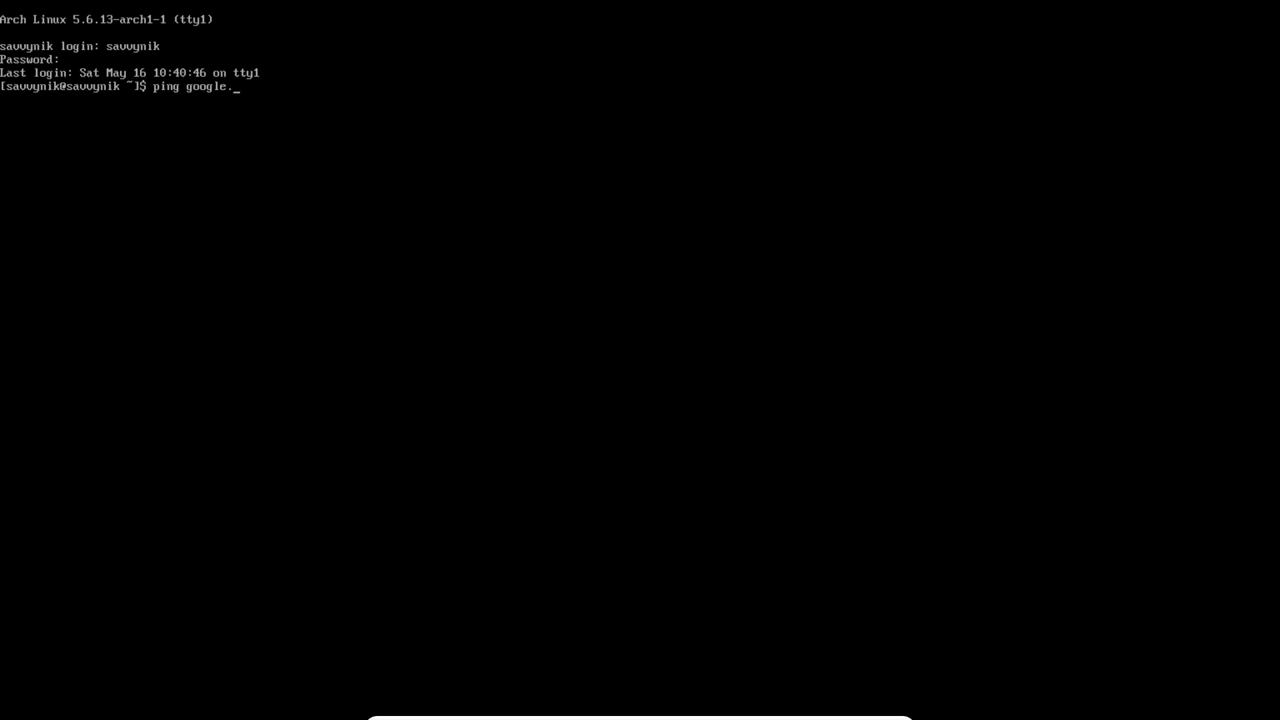 Arch Linux 5.6.13-arch1-1 (tty1)
savvynik login: savvynik
Password:
Last login: Sat May 16 10:40:46 on tty1
[savvynik@savvynik ~]$ ping google._